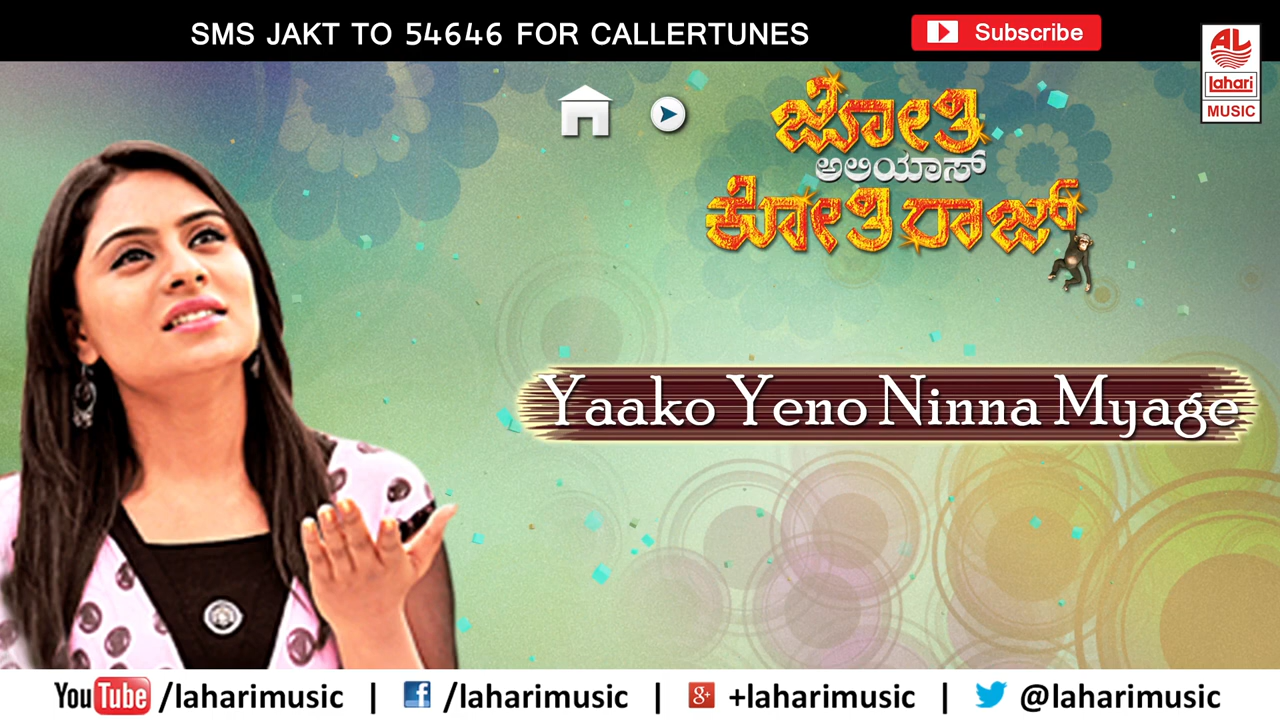 SMS JAKT TO 54646 FOR CALLERTUNES
Subscribe
AL
lahari
MUSIC
ಜೋತಿ
ಅಲಿಯಾಸ್
ಕೋತಿರಾಜ್
Yaako Yeno Ninna Myage
YouTube /laharimusic | f /laharimusic | g+ +laharimusic | @laharimusic